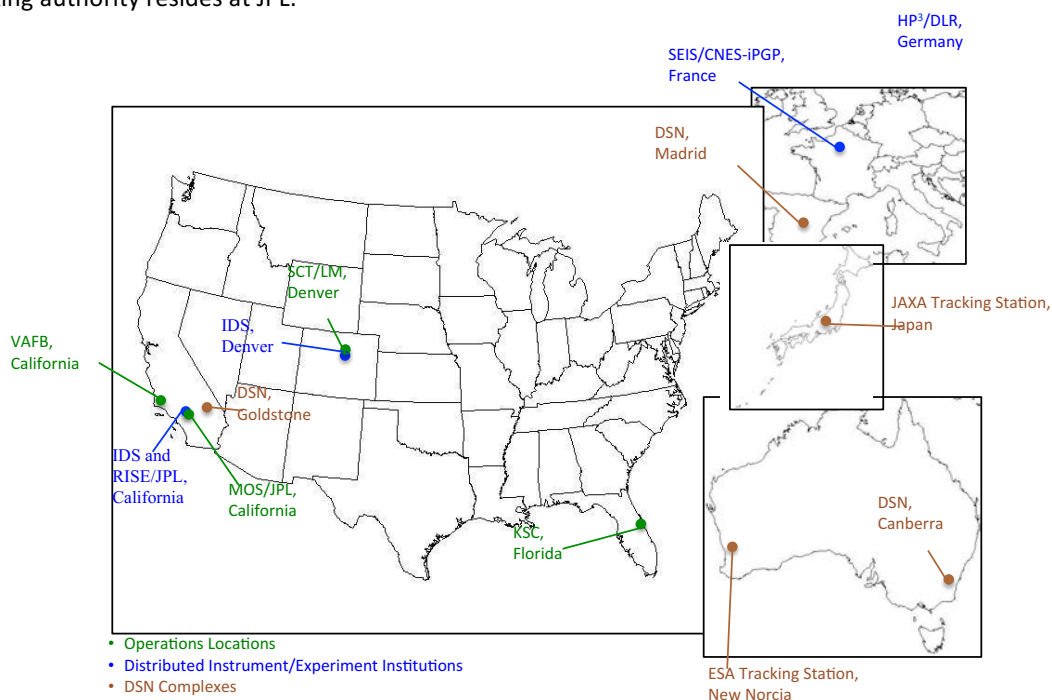 ing authority resides at JPL.
HP³/DLR,
Germany
SEIS/CNES-iPGP,
France
DSN,
Madrid
SCT/LM,
Denver
IDS,
Denver
JAXA Tracking Station,
Japan
VAFB,
California
DSN,
Goldstone
IDS and
RISE/JPL,
California
MOS/JPL,
California
DSN,
Canberra
KSC,
Florida
• Operations Locations
• Distributed Instrument/Experiment Institutions
• DSN Complexes
ESA Tracking Station,
New Norcia